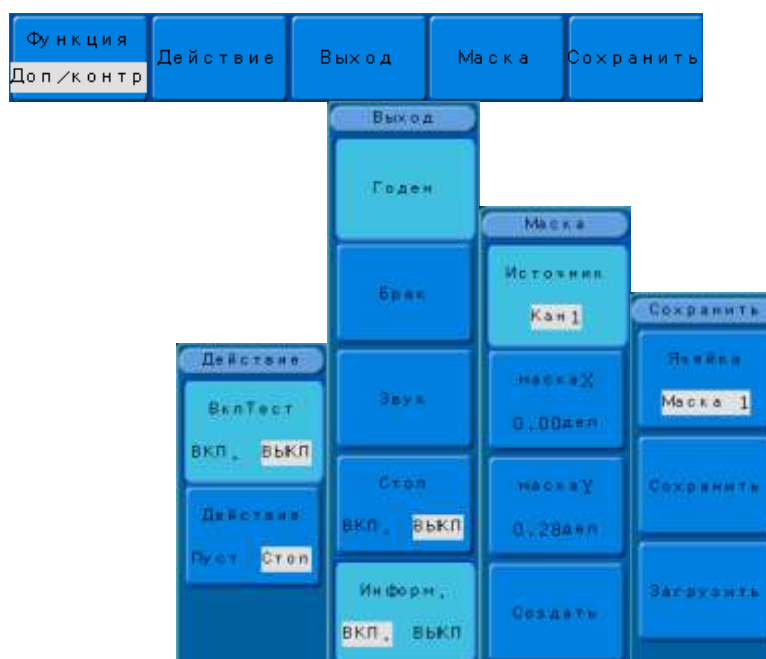 Функция
Доп/контр
Действие
Выход
Маска
Сохранить
Действие
ВклТест
ВКЛ. ВЫКЛ
Действие
Пуст Стоп
Выход
Годен
Брак
Звук
Стоп
ВКЛ. ВЫКЛ
Информ.
ВКЛ. ВЫКЛ
Маска
Источник
Кан1
маскаX
0.00дел
маскаY
0.28дел
Создать
Сохранить
Ячейка
Маска 1
Сохранить
Загрузить